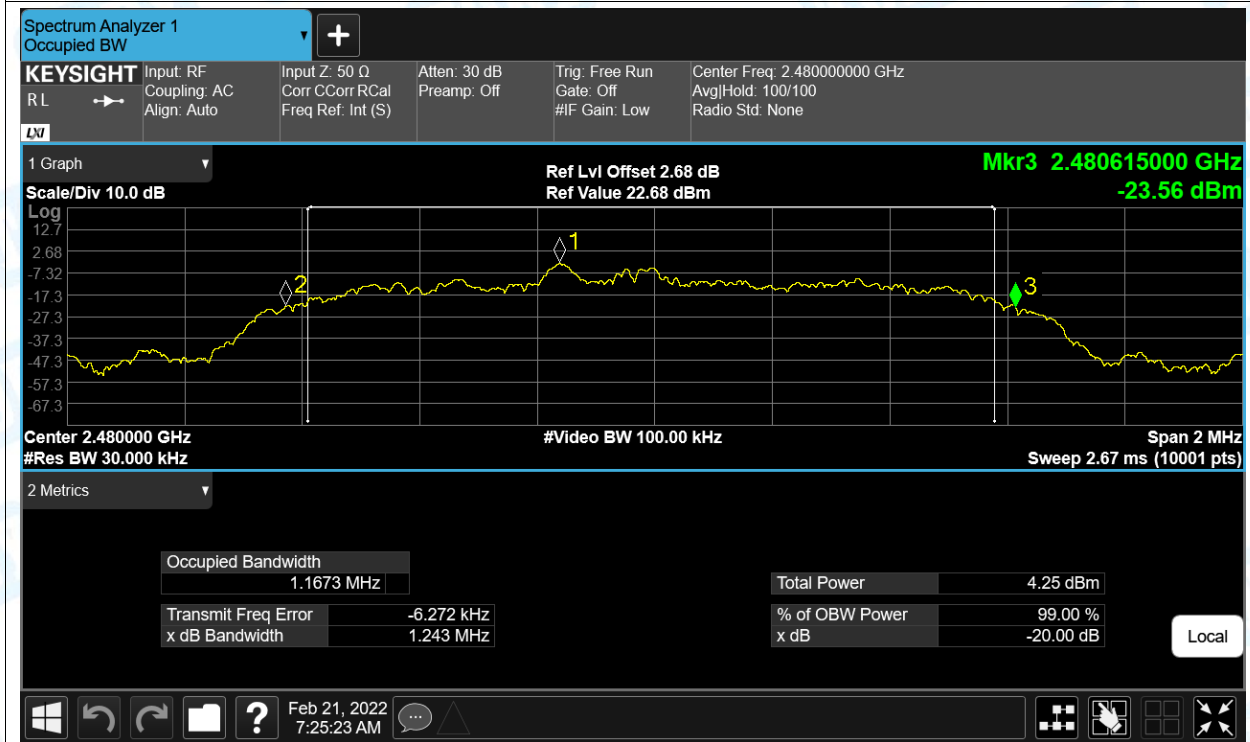 Spectrum Analyzer 1
Occupied BW
KEYSIGHT
R L
LXI
Input: RF
Coupling: AC
Align: Auto
Input Z: 50 Ω
Corr CCorr RCal
Freq Ref: Int (S)
Atten: 30 dB
Preamp: Off
Trig: Free Run
Gate: Off
#IF Gain: Low
Center Freq: 2.480000000 GHz
Avg|Hold: 100/100
Radio Std: None
1 Graph
Scale/Div 10.0 dB
Ref Lvl Offset 2.68 dB
Ref Value 22.68 dBm
Mkr3 2.480615000 GHz
-23.56 dBm
Log
12.7
2.68
-7.32
-17.3
-27.3
-37.3
-47.3
-57.3
-67.3
1
2
3
Center 2.480000 GHz
#Video BW 100.00 kHz
Span 2 MHz
#Res BW 30.000 kHz
Sweep 2.67 ms (10001 pts)
2 Metrics
Occupied Bandwidth
1.1673 MHz
Total Power 4.25 dBm
Transmit Freq Error -6.272 kHz
% of OBW Power 99.00 %
x dB Bandwidth 1.243 MHz
x dB -20.00 dB
Local
?
Feb 21, 2022
7:25:23 AM